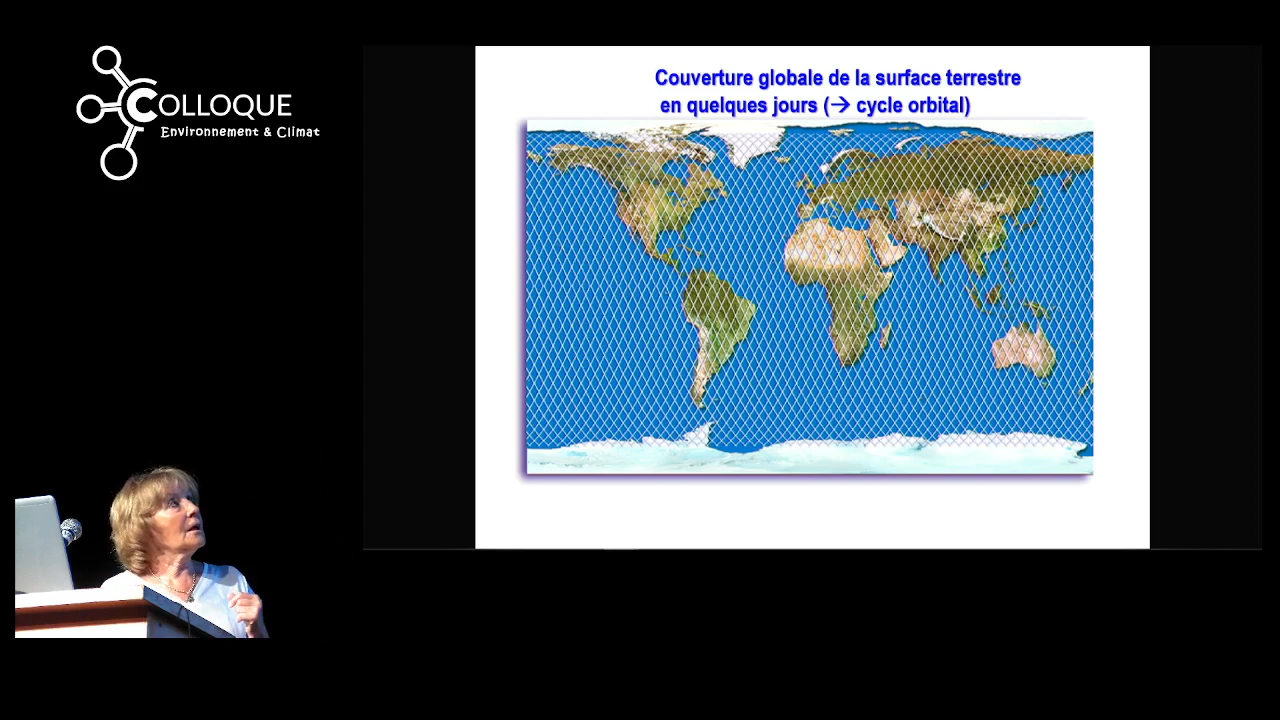 COLLOQUE
Environnement & Climat
Couverture globale de la surface terrestre
en quelques jours (→ cycle orbital)